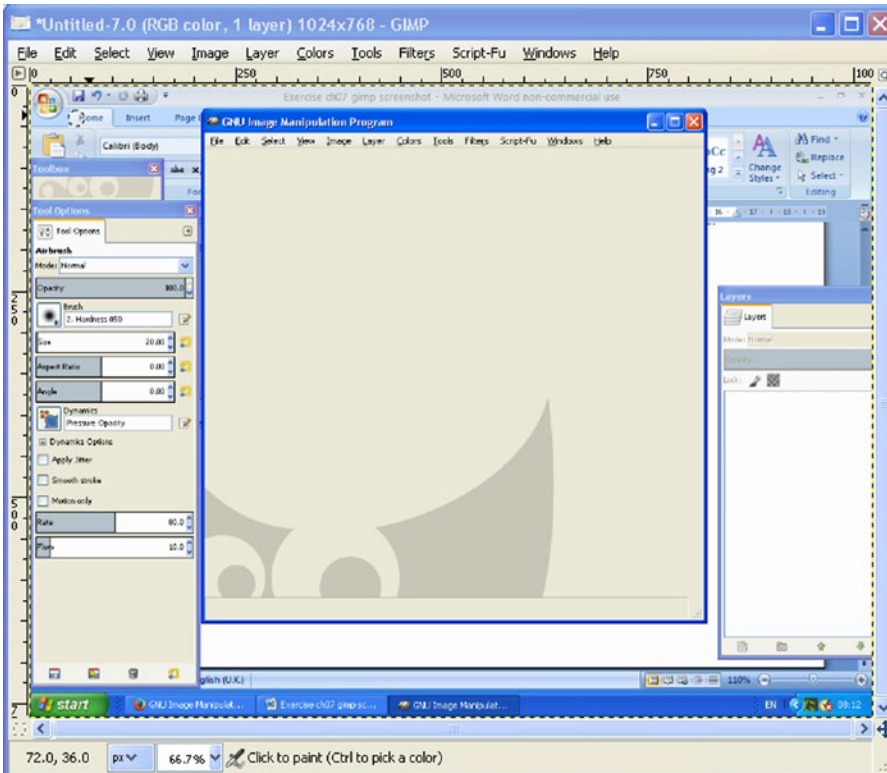 *Untitled-7.0 (RGB color, 1 layer) 1024x768 - GIMP
File Edit Select View Image Layer Colors Tools Filters Script-Fu Windows Help
0 250 500 750 100
Exercise ch07 gimp screenshot - Microsoft Word non-commercial use
Home Insert Page
GNU Image Manipulation Program
File Edit Select View Image Layer Colors Tools Filters Script-Fu Windows Help
Calibri (Body)
Change Styles
Find
Replace
Select
Editing
Toolbox
Tool Options
Tool Options
Airbrush
Mode: Normal
Opacity 100.0
Brush
2. Hardness 050
Size 20.00
Aspect Ratio 0.00
Angle 0.00
Dynamics
Pressure Opacity
Dynamics Options
Apply Jitter
Smooth stroke
Motion only
Rate 80.0
Flow 10.0
Layers
Layers
Mode: Normal
Opacity
Lock:
glish (U.K.)
110%
start GNU Image Manipulat... Exercise ch07 gimp sc... GNU Image Manipulat... EN 08:12
72.0, 36.0 px 66.7% Click to paint (Ctrl to pick a color)